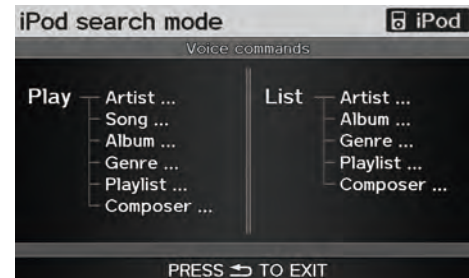 iPod search mode
iPod
Voice commands
Play
Artist ...
Song ...
Album ...
Genre ...
Playlist ...
Composer ...
List
Artist ...
Album ...
Genre ...
Playlist ...
Composer ...
PRESS ⮌ TO EXIT